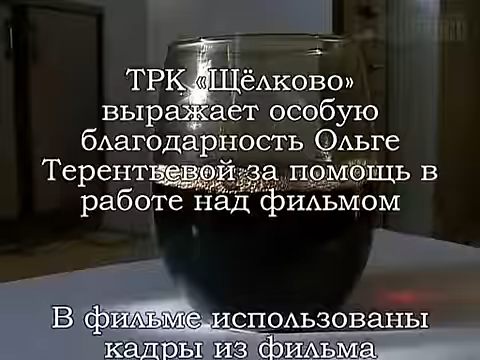 ТРК «Щёлково»
выражает особую
благодарность Ольге
Терентьевой за помощь в
работе над фильмом
В фильме использованы
кадры из фильма